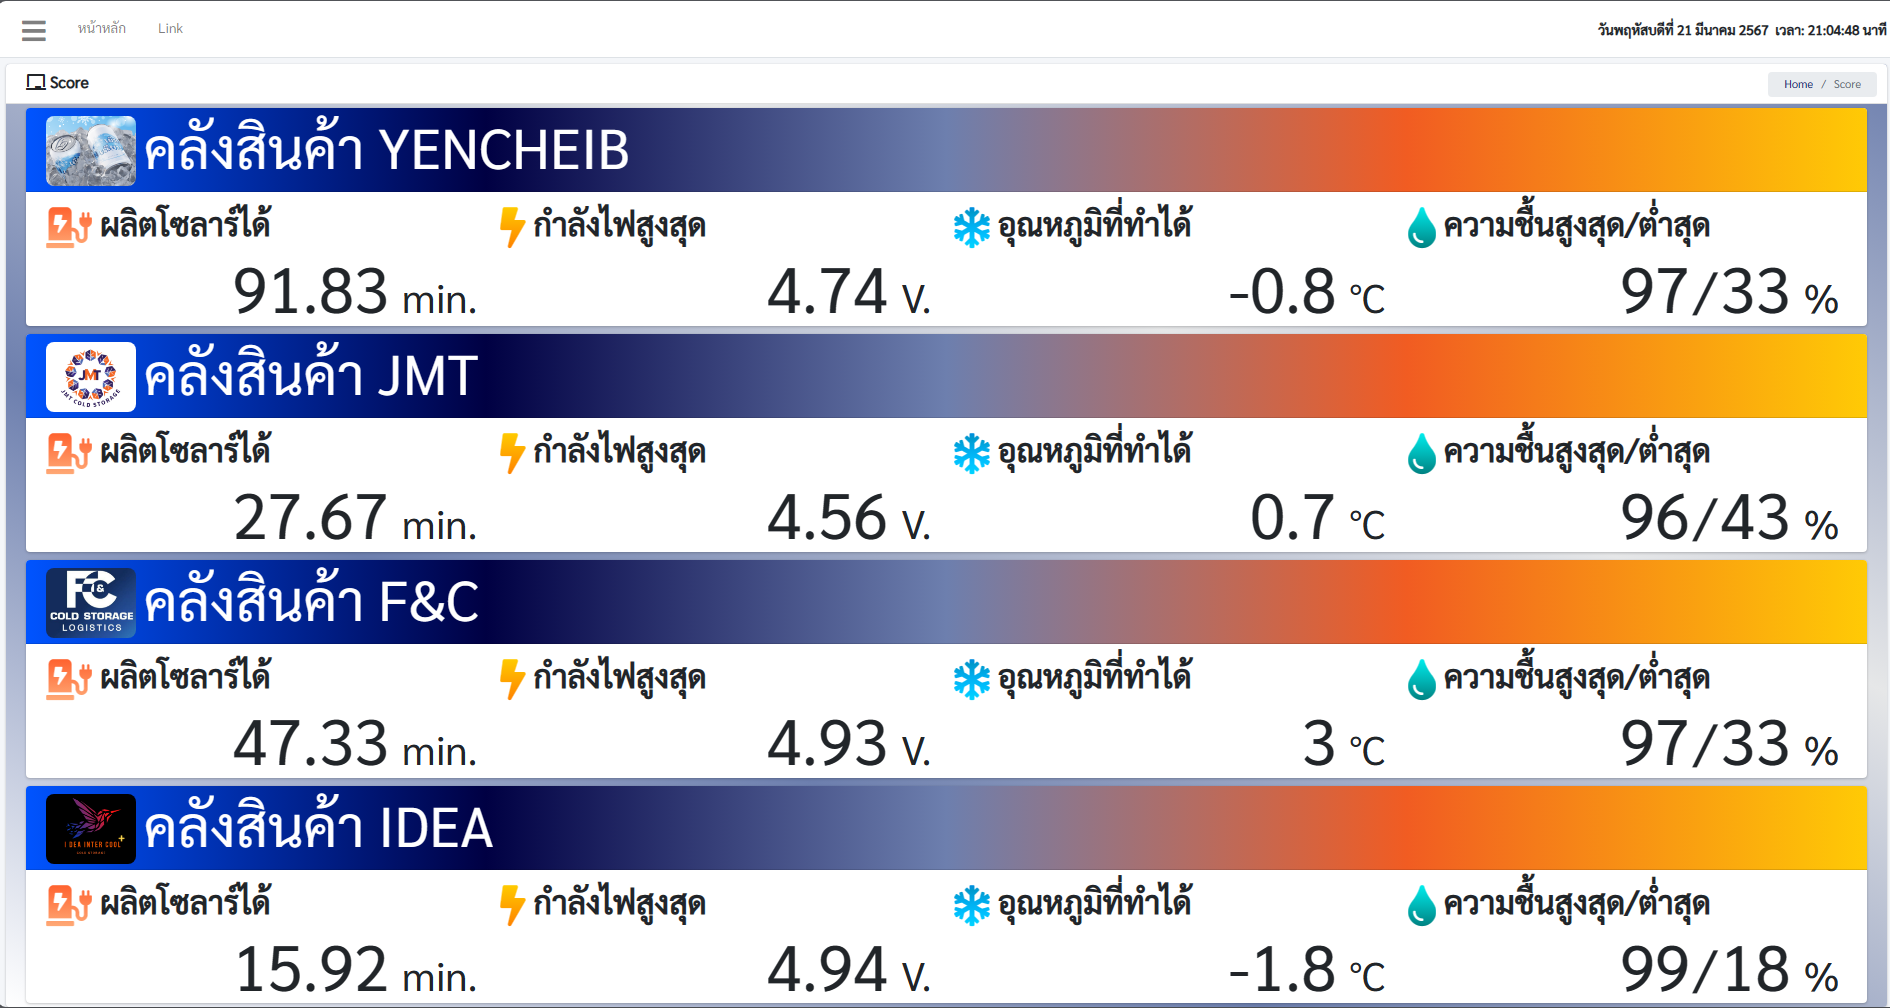 หน้าหลัก Link วันพฤหัสบดีที่ 21 มีนาคม 2567 เวลา: 21:04:48 นาที
Score Home / Score
คลังสินค้า YENCHEIB
ผลิตโซลาร์ได้ กำลังไฟสูงสุด อุณหภูมิที่ทำได้ ความชื้นสูงสุด/ต่ำสุด
91.83 min. 4.74 V. -0.8 °C 97/33 %
JMT
JMT COLD STORAGE
คลังสินค้า JMT
ผลิตโซลาร์ได้ กำลังไฟสูงสุด อุณหภูมิที่ทำได้ ความชื้นสูงสุด/ต่ำสุด
27.67 min. 4.56 V. 0.7 °C 96/43 %
F&C
COLD STORAGE
LOGISTICS
คลังสินค้า F&C
ผลิตโซลาร์ได้ กำลังไฟสูงสุด อุณหภูมิที่ทำได้ ความชื้นสูงสุด/ต่ำสุด
47.33 min. 4.93 V. 3 °C 97/33 %
I DEA INTER COOL
คลังสินค้า IDEA
ผลิตโซลาร์ได้ กำลังไฟสูงสุด อุณหภูมิที่ทำได้ ความชื้นสูงสุด/ต่ำสุด
15.92 min. 4.94 V. -1.8 °C 99/18 %